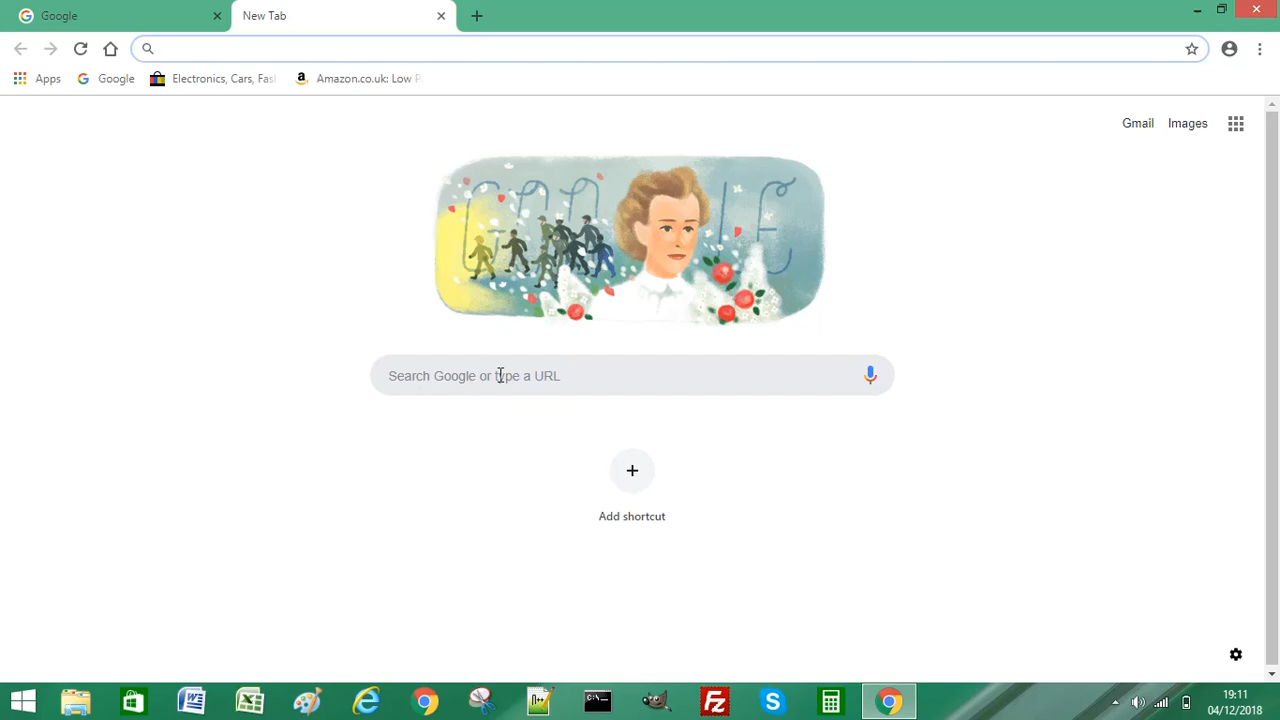 Google
New Tab
Apps
Google
Electronics, Cars, Fas
Amazon.co.uk: Low P
Gmail
Images
GOOGLE
Search Google or type a URL
Add shortcut
19:11
04/12/2018